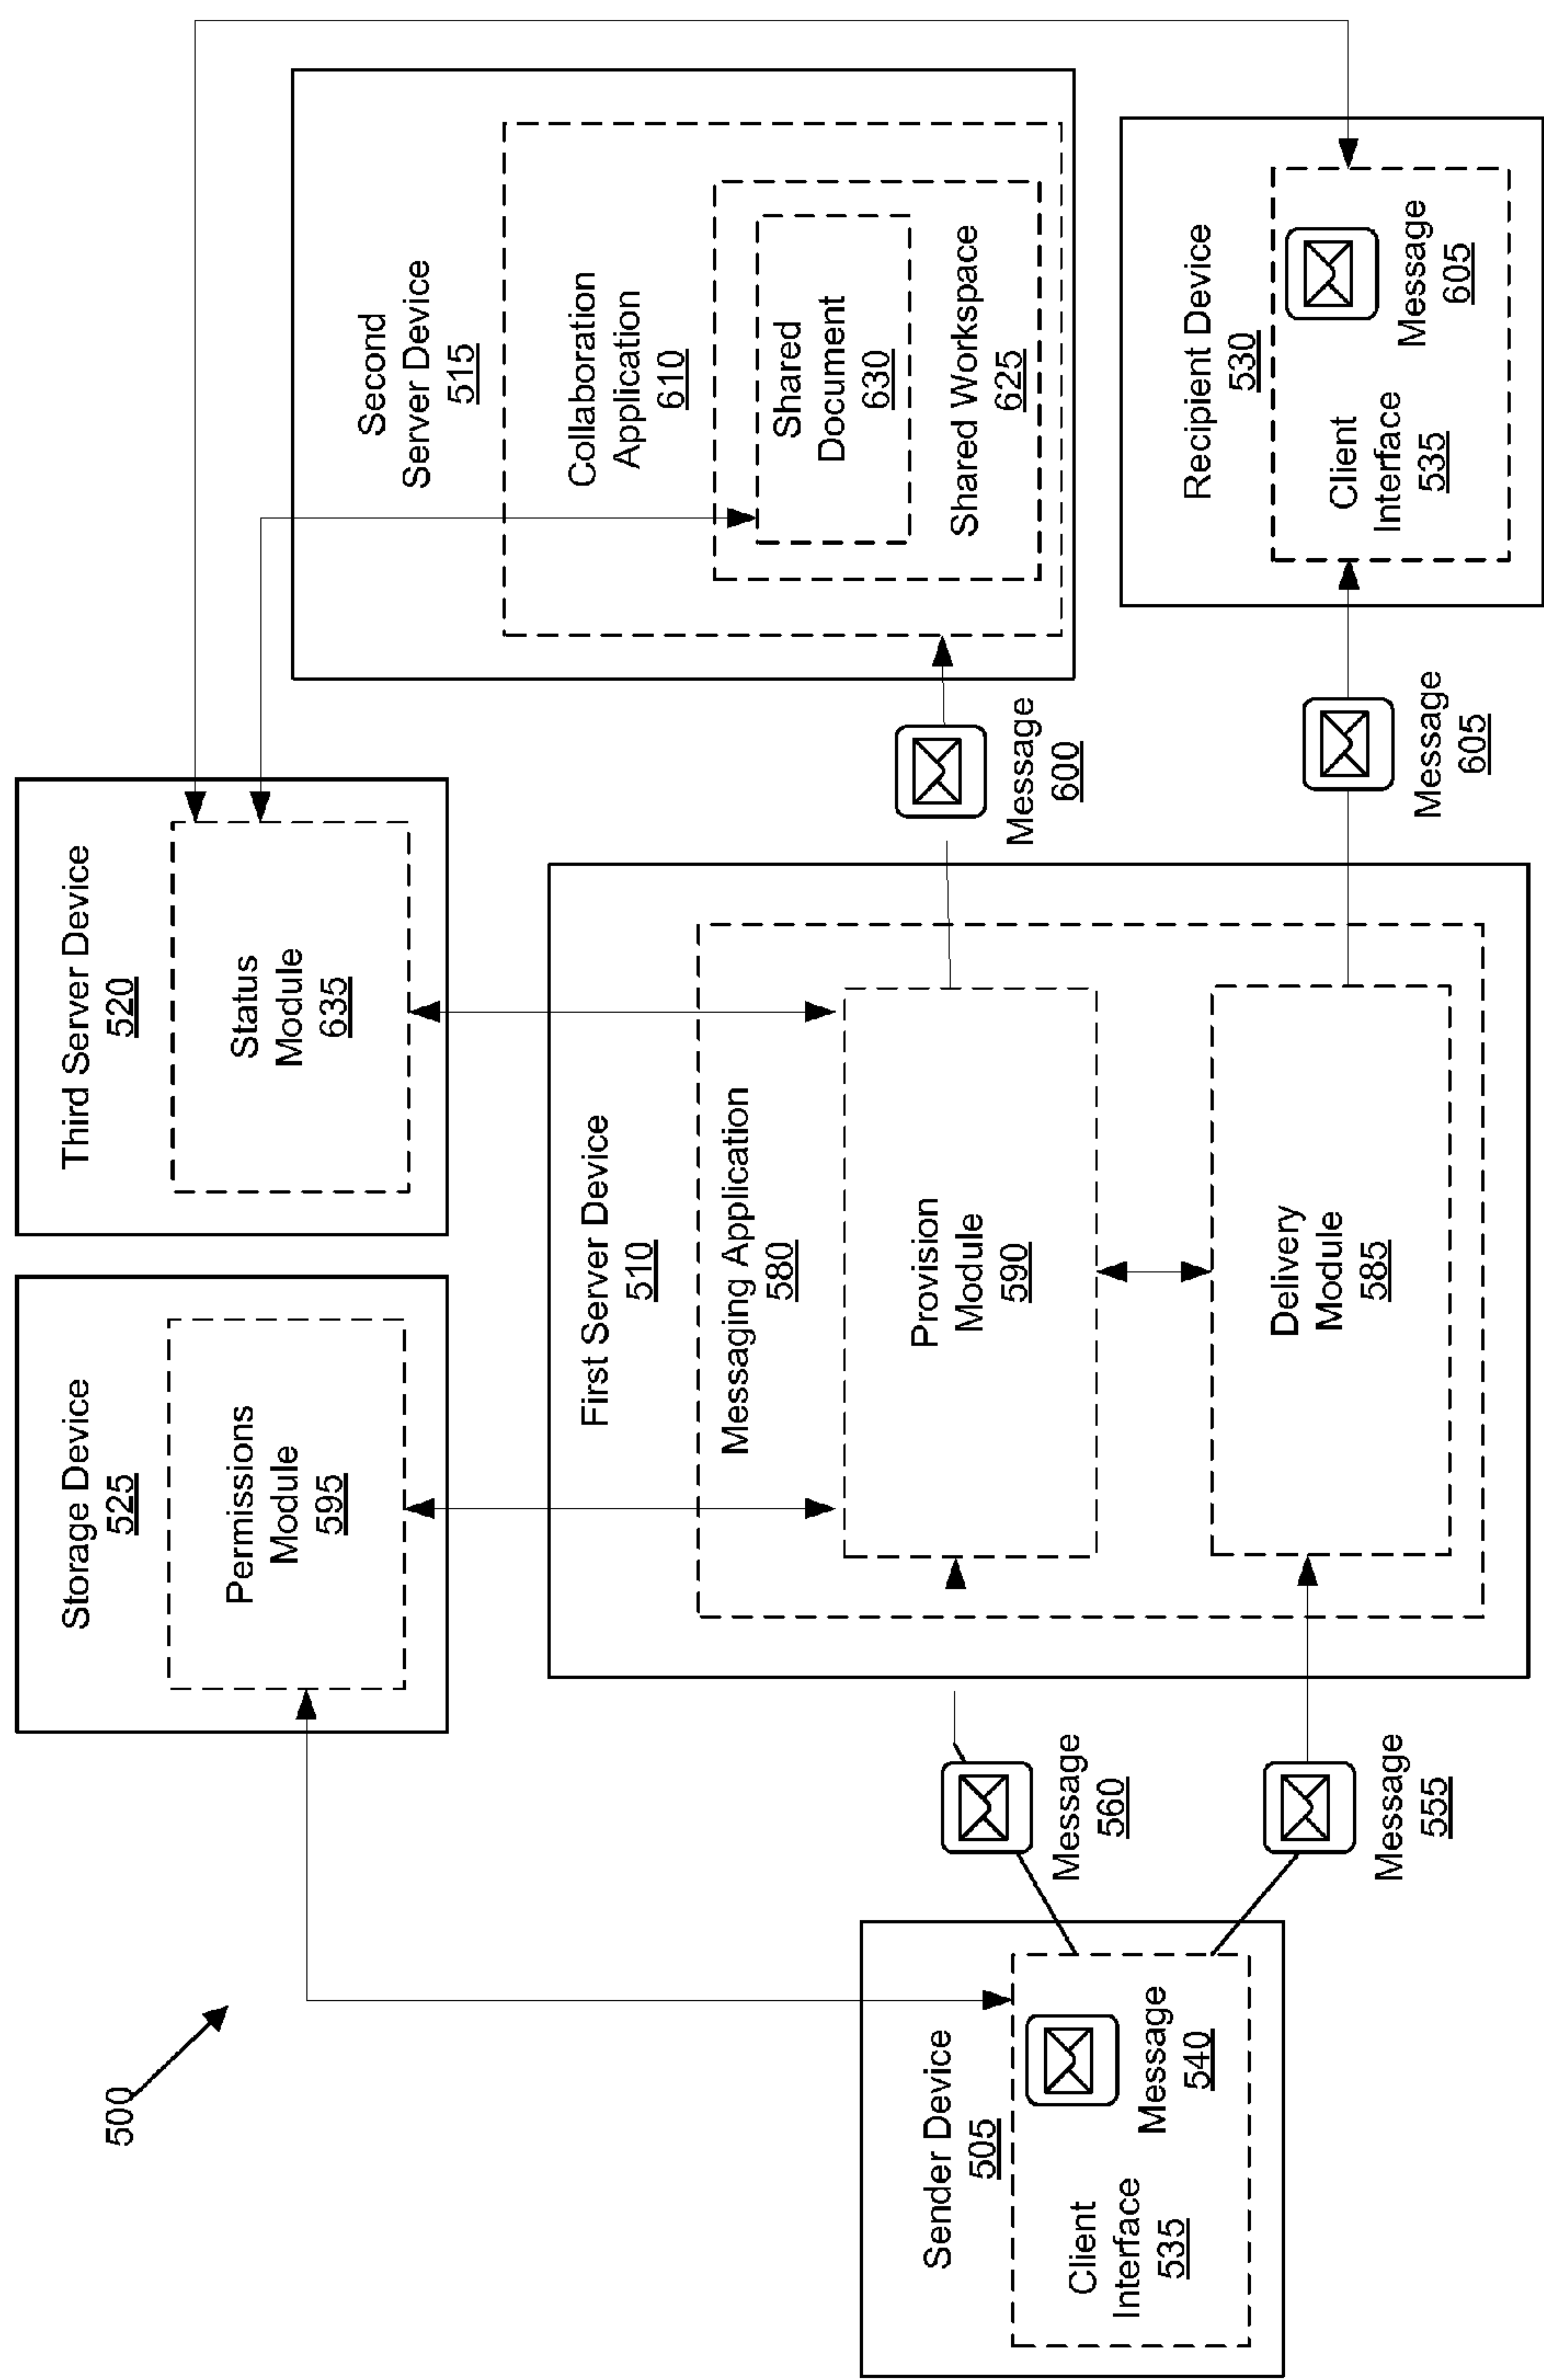 500
Storage Device
525
Permissions
Module
595
Third Server Device
520
Status
Module
635
Second
Server Device
515
Collaboration
Application
610
Shared
Document
630
Shared Workspace
625
First Server Device
510
Messaging Application
580
Provision
Module
590
Delivery
Module
585
Sender Device
505
Client
Interface
535
Message
540
Message
560
Message
555
Message
600
Message
605
Recipient Device
530
Client
Interface
535
Message
605